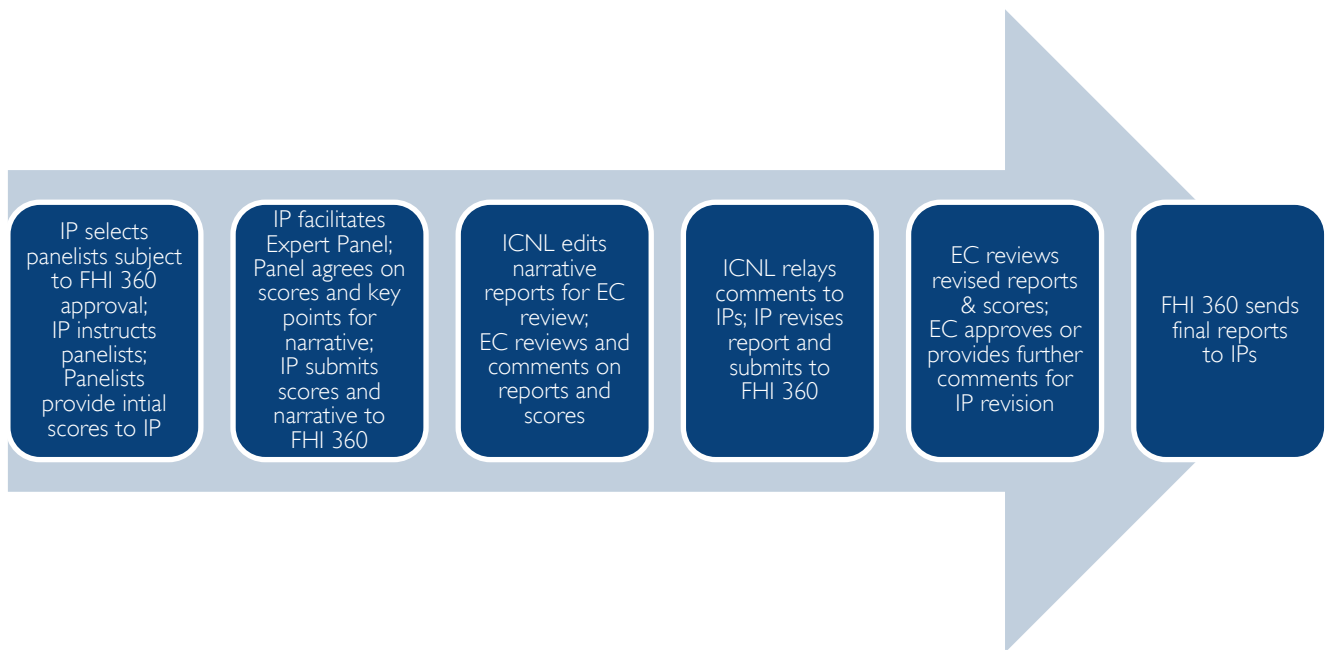 IP selects
panelists subject
to FHI 360
approval;
IP instructs
panelists;
Panelists
provide intial
scores to IP
IP facilitates
Expert Panel;
Panel agrees on
scores and key
points for
narrative;
IP submits
scores and
narrative to
FHI 360
ICNL edits
narrative
reports for EC
review;
EC reviews and
comments on
reports and
scores
ICNL relays
comments to
IPs; IP revises
report and
submits to
FHI 360
EC reviews
revised reports
& scores;
EC approves or
provides further
comments for
IP revision
FHI 360 sends
final reports
to IPs